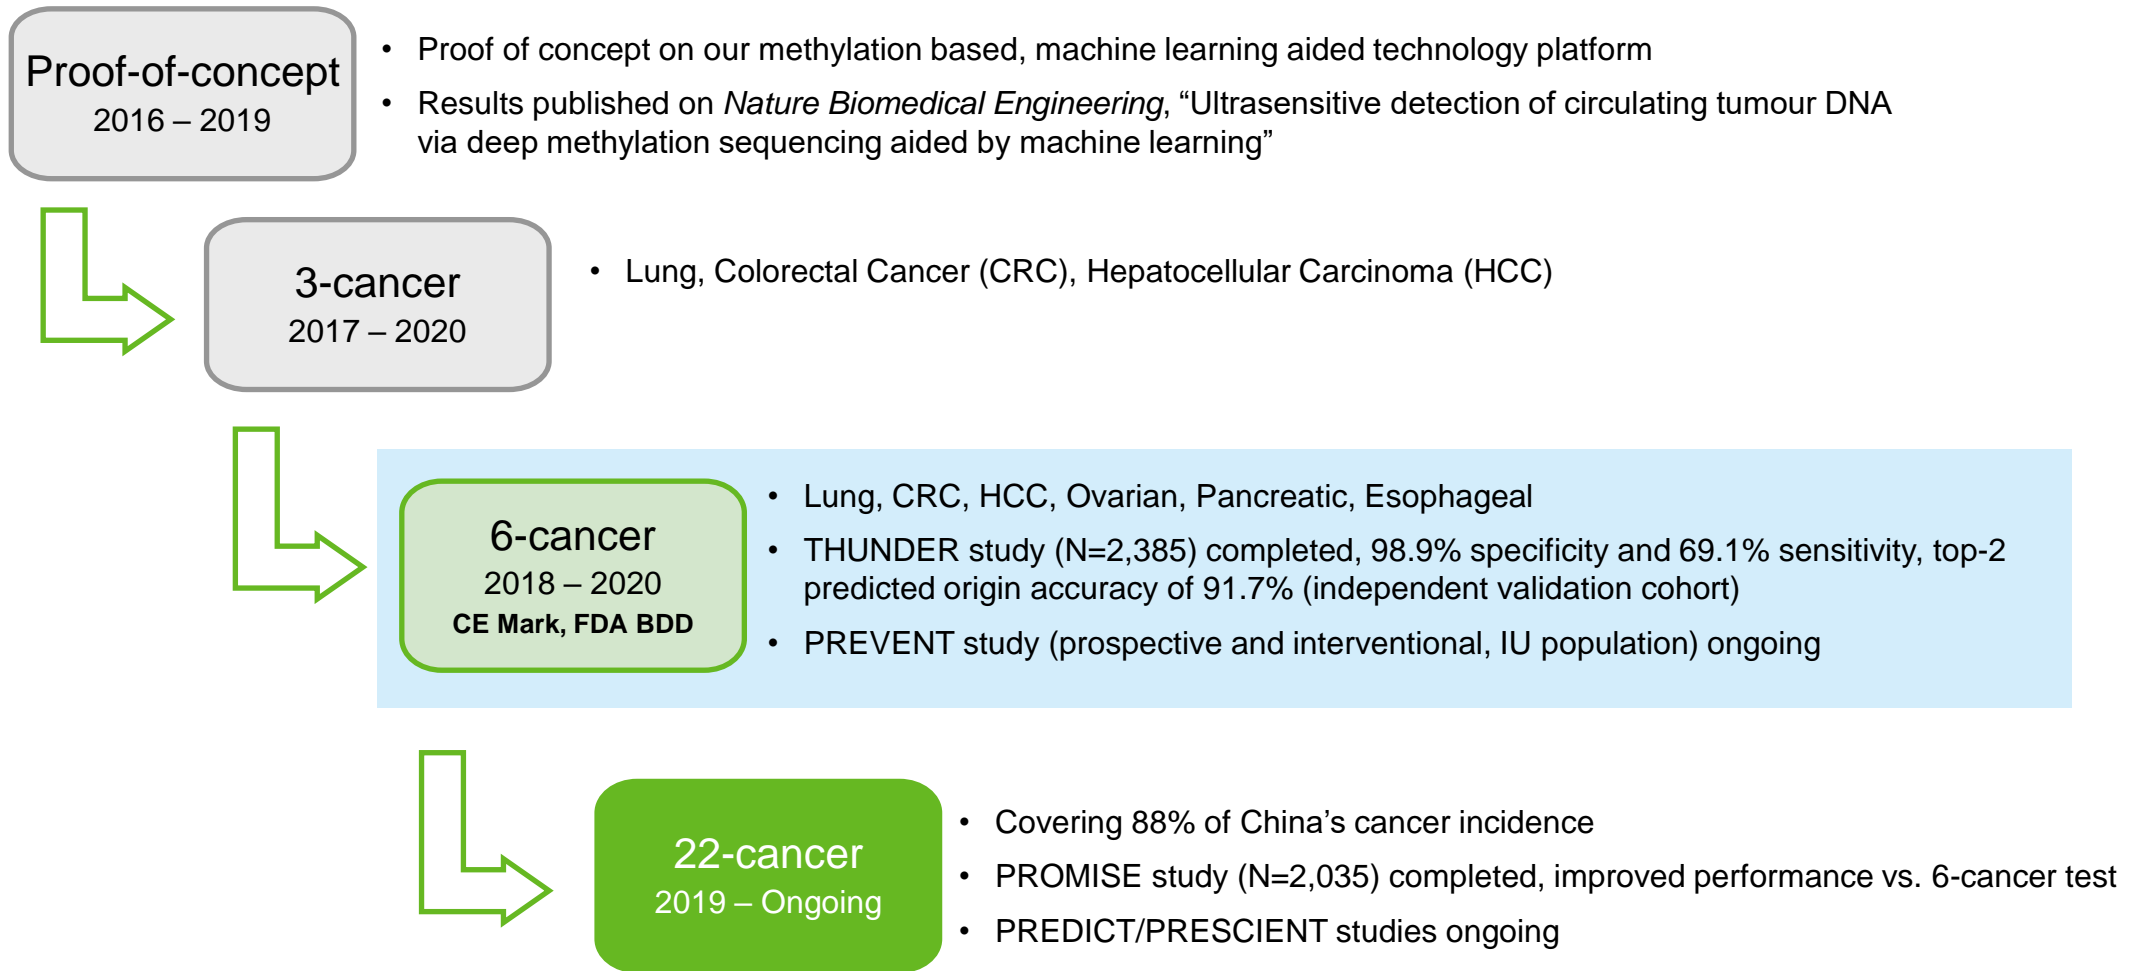 Proof-of-concept
2016 – 2019
• Proof of concept on our methylation based, machine learning aided technology platform
• Results published on Nature Biomedical Engineering, “Ultrasensitive detection of circulating tumour DNA
via deep methylation sequencing aided by machine learning”
3-cancer
2017 – 2020
• Lung, Colorectal Cancer (CRC), Hepatocellular Carcinoma (HCC)
6-cancer
2018 – 2020
CE Mark, FDA BDD
• Lung, CRC, HCC, Ovarian, Pancreatic, Esophageal
• THUNDER study (N=2,385) completed, 98.9% specificity and 69.1% sensitivity, top-2
predicted origin accuracy of 91.7% (independent validation cohort)
• PREVENT study (prospective and interventional, IU population) ongoing
22-cancer
2019 – Ongoing
• Covering 88% of China’s cancer incidence
• PROMISE study (N=2,035) completed, improved performance vs. 6-cancer test
• PREDICT/PRESCIENT studies ongoing